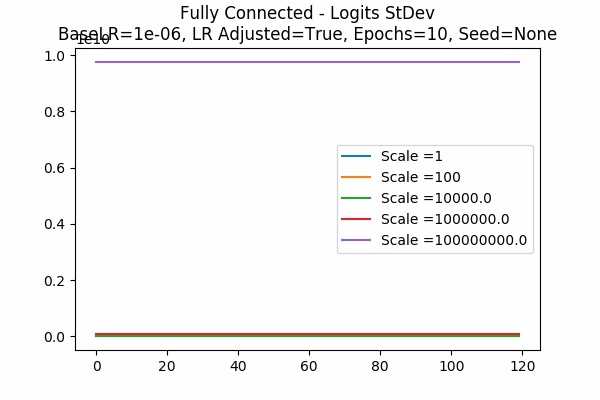 Fully Connected - Logits StDev
BaseLR=1e-06, LR Adjusted=True, Epochs=10, Seed=None
1e10
1.0
0.8
0.6
0.4
0.2
0.0
Scale =1
Scale =100
Scale =10000.0
Scale =1000000.0
Scale =100000000.0
0
20
40
60
80
100
120